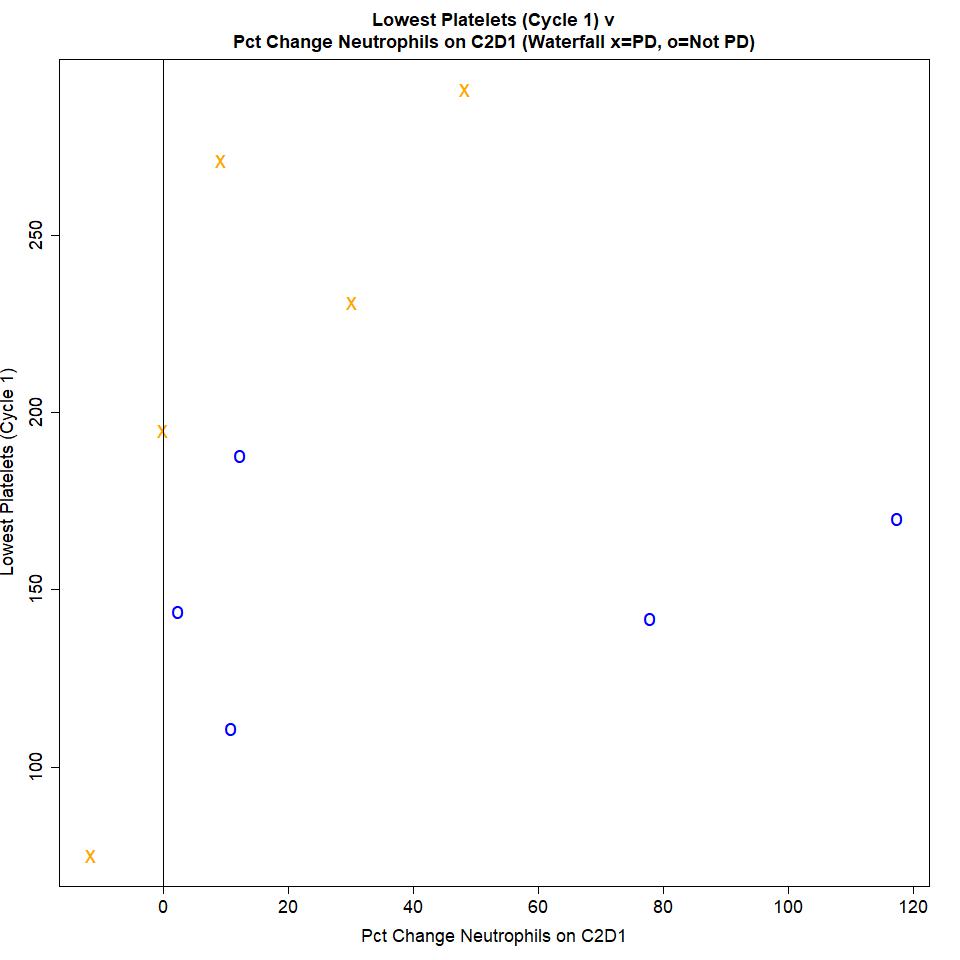 Lowest Platelets (Cycle 1) v
Pct Change Neutrophils on C2D1 (Waterfall x=PD, o=Not PD)
X
X
250
X
200
X
O
O
Lowest Platelets (Cycle 1)
150
O
O
O
100
X
0 20 40 60 80 100 120
Pct Change Neutrophils on C2D1